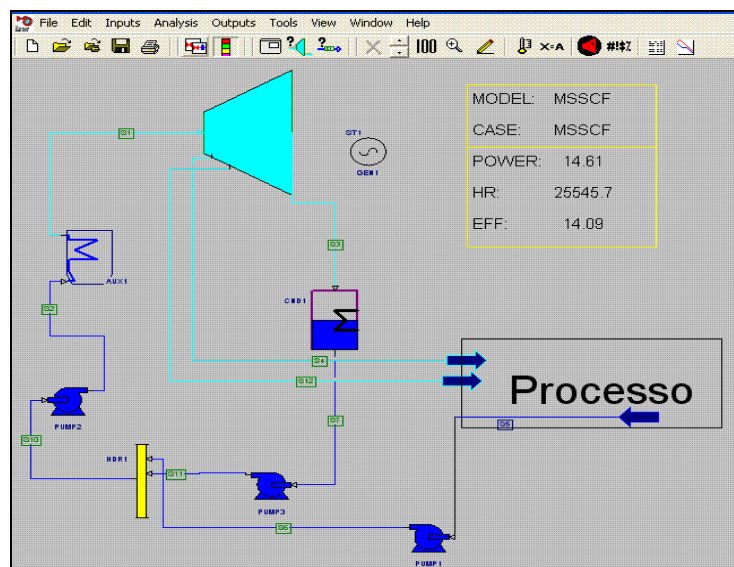 File Edit Inputs Analysis Outputs Tools View Window Help
100 X=A #!$%
MODEL: MSSCF
CASE: MSSCF
POWER: 14.61
HR: 25545.7
EFF: 14.09
ST1
GEN1
S1
S3
AUX1
S2
CND1
S4
S12
Processo
PUMP2
S7
S5
S10
HDR1
S11
PUMP3
S6
PUMP1